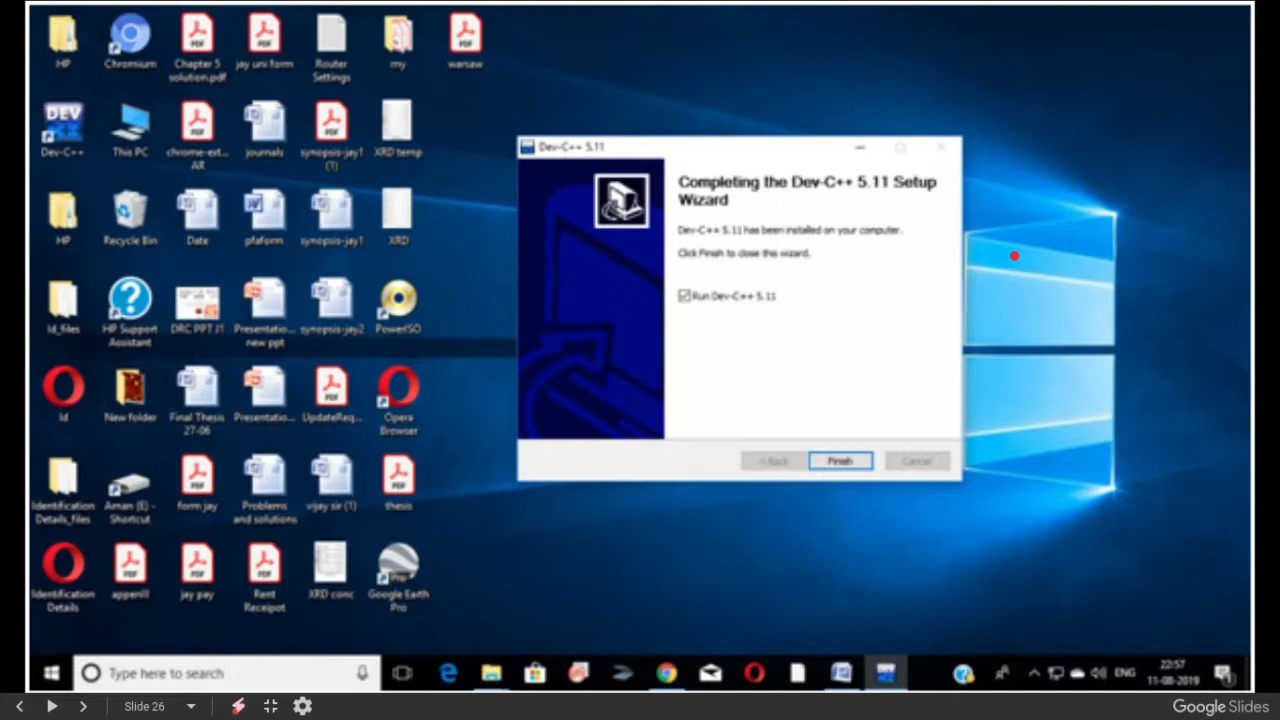 HP
Chromium
Chapter 5
solution.pdf
jay uni form
Router
Settings
my
warsaw
DEV
Dev-C++
This PC
chrome-ext...
AR
journals
synopsis-jay1
(1)
XRD temp
HP
Recycle Bin
Date
plaform
synopsis-jay1
XRD
Id_files
HP Support
Assistant
DRC PPT J1
Presentatio...
new ppt
synopsis-jay2
PowerISO
Id
New folder
Final Thesis
27-06
Presentatio...
UpdateReq...
Opera
Browser
Identification
Details_files
Aman (E) -
Shortcut
form jay
Problems
and solutions
vijay sir (1)
thesis
Identification
Details
appenIII
jay pay
Rent
Receipot
XRD conc
Google Earth
Pro
Dev-C++ 5.11
Completing the Dev-C++ 5.11 Setup
Wizard
Dev-C++ 5.11 has been installed on your computer.
Click Finish to close this wizard.
Run Dev-C++ 5.11
< Back Finish Cancel
Type here to search
ENG
22:57
11-08-2019
Slide 26
Google Slides